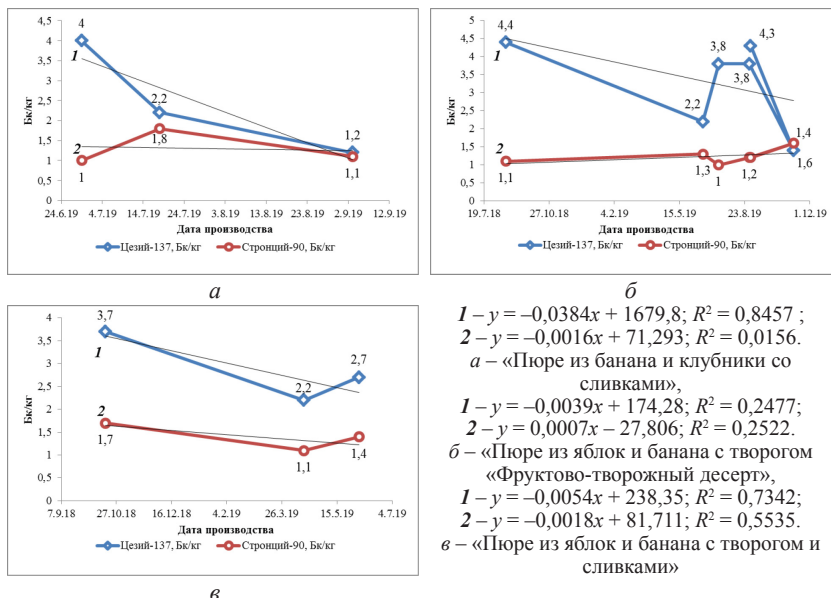 4,5
4
3,5
3
2,5
2
1,5
1
0,5
0
Бк/кг
4
1
2,2
1,2
2
1
1,8
1,1
24.6.19 4.7.19 14.7.19 24.7.19 3.8.19 13.8.19 23.8.19 2.9.19 12.9.19
Дата производства
Цезий-137, Бк/кг Стронций-90, Бк/кг
а
5
4,5
4
3,5
3
2,5
2
1,5
1
0,5
0
Бк/кг
4,4
1
4,3
3,8
3,8
2,2
2
1,1
1,3
1
1,2
1,4
1,6
19.7.18 27.10.18 4.2.19 15.5.19 23.8.19 1.12.19
Дата производства
Цезий-137, Бк/кг Стронций-90, Бк/кг
б
4
3,5
3
2,5
2
1,5
1
0,5
0
Бк/кг
3,7
1
2,2
2,7
2
1,7
1,1
1,4
7.9.18 27.10.18 16.12.18 4.2.19 26.3.19 15.5.19 4.7.19
Дата производства
Цезий-137, Бк/кг Стронций-90, Бк/кг
в
1 – y = –0,0384x + 1679,8; R² = 0,8457 ;
2 – y = –0,0016x + 71,293; R² = 0,0156.
а – «Пюре из банана и клубники со
сливками»,
1 – y = –0,0039x + 174,28; R² = 0,2477;
2 – y = 0,0007x – 27,806; R² = 0,2522.
б – «Пюре из яблок и банана с творогом
«Фруктово-творожный десерт»,
1 – y = –0,0054x + 238,35; R² = 0,7342;
2 – y = –0,0018x + 81,711; R² = 0,5535.
в – «Пюре из яблок и банана с творогом и
сливками»